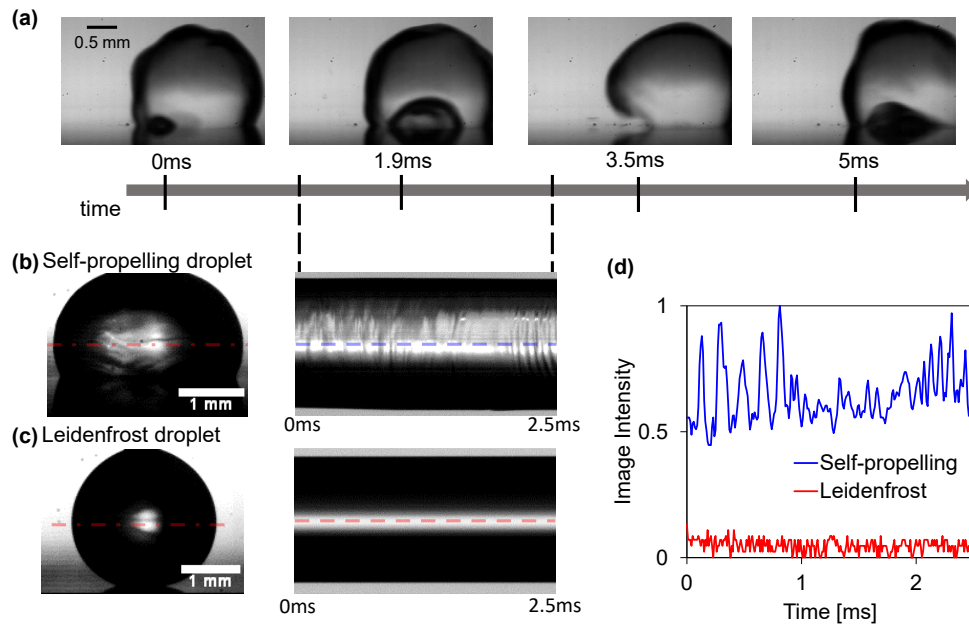 (a)
0.5 mm
0ms
1.9ms
3.5ms
5ms
time
(b) Self-propelling droplet
1 mm
0ms
2.5ms
(c) Leidenfrost droplet
1 mm
0ms
2.5ms
(d)
1
0.5
0
Image Intensity
Self-propelling
Leidenfrost
0
1
2
Time [ms]